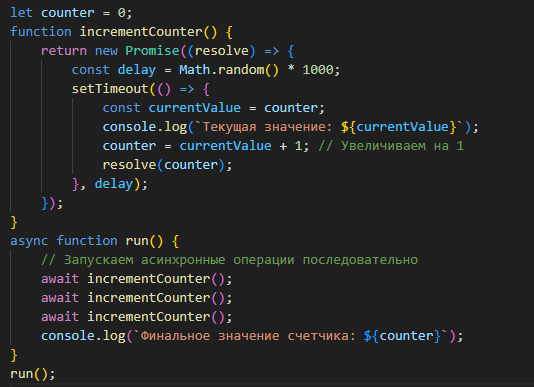 let counter = 0;
function incrementCounter() {
    return new Promise((resolve) => {
        const delay = Math.random() * 1000;
        setTimeout(() => {
            const currentValue = counter;
            console.log(`Текущая значение: ${currentValue}`);
            counter = currentValue + 1; // Увеличиваем на 1
            resolve(counter);
        }, delay);
    });
}
async function run() {
    // Запускаем асинхронные операции последовательно
    await incrementCounter();
    await incrementCounter();
    await incrementCounter();
    console.log(`Финальное значение счетчика: ${counter}`);
}
run();